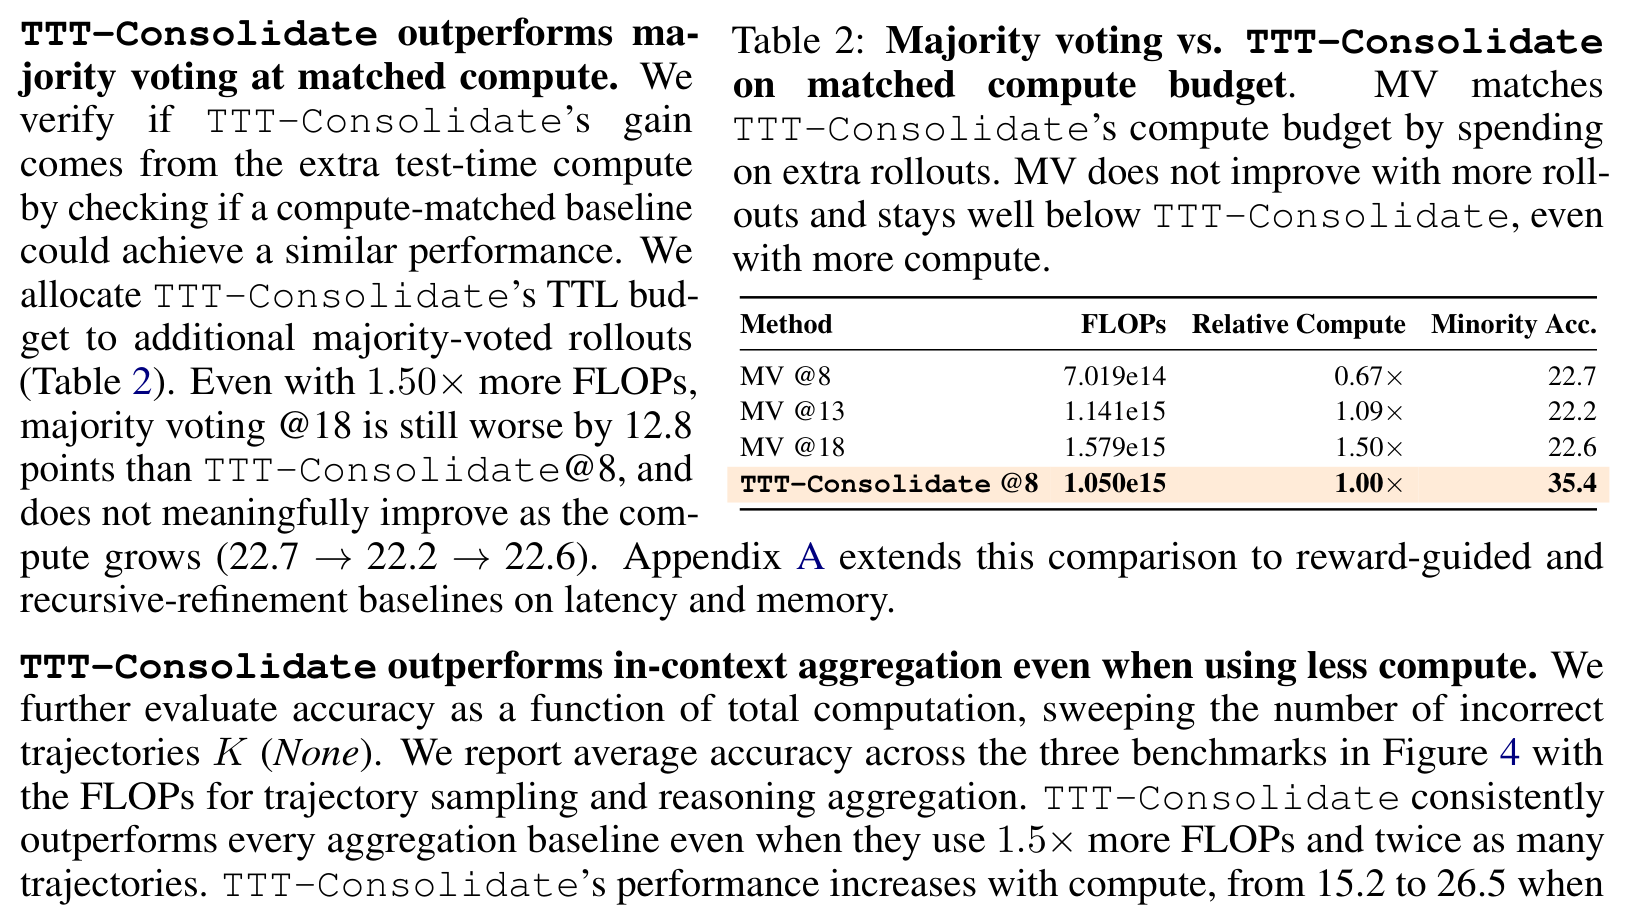 TTT-Consolidate outperforms ma-
jority voting at matched compute. We
verify if TTT-Consolidate's gain
comes from the extra test-time compute
by checking if a compute-matched baseline
could achieve a similar performance. We
allocate TTT-Consolidate's TTL bud-
get to additional majority-voted rollouts
(Table 2). Even with 1.50× more FLOPs,
majority voting @18 is still worse by 12.8
points than TTT-Consolidate@8, and
does not meaningfully improve as the com-
pute grows (22.7 → 22.2 → 22.6). Appendix A extends this comparison to reward-guided and
recursive-refinement baselines on latency and memory.
Table 2: Majority voting vs. TTT-Consolidate
on matched compute budget. MV matches
TTT-Consolidate's compute budget by spending
on extra rollouts. MV does not improve with more roll-
outs and stays well below TTT-Consolidate, even
with more compute.
Method FLOPs Relative Compute Minority Acc.
MV @8 7.019e14 0.67× 22.7
MV @13 1.141e15 1.09× 22.2
MV @18 1.579e15 1.50× 22.6
TTT-Consolidate @8 1.050e15 1.00× 35.4
TTT-Consolidate outperforms in-context aggregation even when using less compute. We
further evaluate accuracy as a function of total computation, sweeping the number of incorrect
trajectories K (None). We report average accuracy across the three benchmarks in Figure 4 with
the FLOPs for trajectory sampling and reasoning aggregation. TTT-Consolidate consistently
outperforms every aggregation baseline even when they use 1.5× more FLOPs and twice as many
trajectories. TTT-Consolidate's performance increases with compute, from 15.2 to 26.5 when